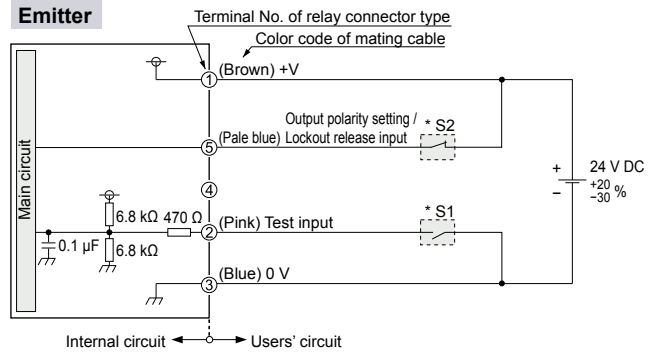 Emitter
Terminal No. of relay connector type
Color code of mating cable
① (Brown) +V
Output polarity setting /
⑤ (Pale blue) Lockout release input
* S2
Main circuit
④
+
−
24 V DC
+20
−30 %
6.8 kΩ 470 Ω
② (Pink) Test input
* S1
0.1 µF
6.8 kΩ
③ (Blue) 0 V
Internal circuit
Users' circuit